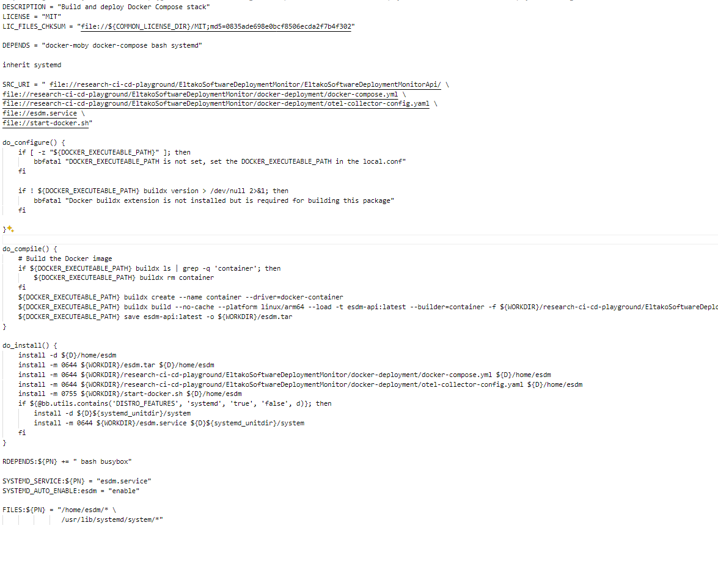 DESCRIPTION = "Build and deploy Docker Compose stack"
LICENSE = "MIT"
LIC_FILES_CHKSUM = "file://${COMMON_LICENSE_DIR}/MIT;md5=0835ade698e0bcf8506ecda2f7b4f302"

DEPENDS = "docker-moby docker-compose bash systemd"

inherit systemd

SRC_URI = " file://research-ci-cd-playground/EltakoSoftwareDeploymentMonitor/EltakoSoftwareDeploymentMonitorApi/ \
file://research-ci-cd-playground/EltakoSoftwareDeploymentMonitor/docker-deployment/docker-compose.yml \
file://research-ci-cd-playground/EltakoSoftwareDeploymentMonitor/docker-deployment/otel-collector-config.yaml \
file://esdm.service \
file://start-docker.sh"

do_configure() {
    if [ -z "${DOCKER_EXECUTEABLE_PATH}" ]; then
        bbfatal "DOCKER_EXECUTEABLE_PATH is not set, set the DOCKER_EXECUTEABLE_PATH in the local.conf"
    fi

    if ! ${DOCKER_EXECUTEABLE_PATH} buildx version > /dev/null 2>&1; then
        bbfatal "Docker buildx extension is not installed but is required for building this package"
    fi

}

do_compile() {
    # Build the Docker image
    if ${DOCKER_EXECUTEABLE_PATH} buildx ls | grep -q 'container'; then
        ${DOCKER_EXECUTEABLE_PATH} buildx rm container
    fi
    ${DOCKER_EXECUTEABLE_PATH} buildx create --name container --driver=docker-container
    ${DOCKER_EXECUTEABLE_PATH} buildx build --no-cache --platform linux/arm64 --load -t esdm-api:latest --builder=container -f ${WORKDIR}/research-ci-cd-playground/EltakoSoftwareDeplo
    ${DOCKER_EXECUTEABLE_PATH} save esdm-api:latest -o ${WORKDIR}/esdm.tar
}

do_install() {
    install -d ${D}/home/esdm
    install -m 0644 ${WORKDIR}/esdm.tar ${D}/home/esdm
    install -m 0644 ${WORKDIR}/research-ci-cd-playground/EltakoSoftwareDeploymentMonitor/docker-deployment/docker-compose.yml ${D}/home/esdm
    install -m 0644 ${WORKDIR}/research-ci-cd-playground/EltakoSoftwareDeploymentMonitor/docker-deployment/otel-collector-config.yaml ${D}/home/esdm
    install -m 0755 ${WORKDIR}/start-docker.sh ${D}/home/esdm
    if ${@bb.utils.contains('DISTRO_FEATURES', 'systemd', 'true', 'false', d)}; then
        install -d ${D}${systemd_unitdir}/system
        install -m 0644 ${WORKDIR}/esdm.service ${D}${systemd_unitdir}/system
    fi
}

RDEPENDS:${PN} += " bash busybox"

SYSTEMD_SERVICE:${PN} = "esdm.service"
SYSTEMD_AUTO_ENABLE:esdm = "enable"

FILES:${PN} = "/home/esdm/* \
               /usr/lib/systemd/system/*"